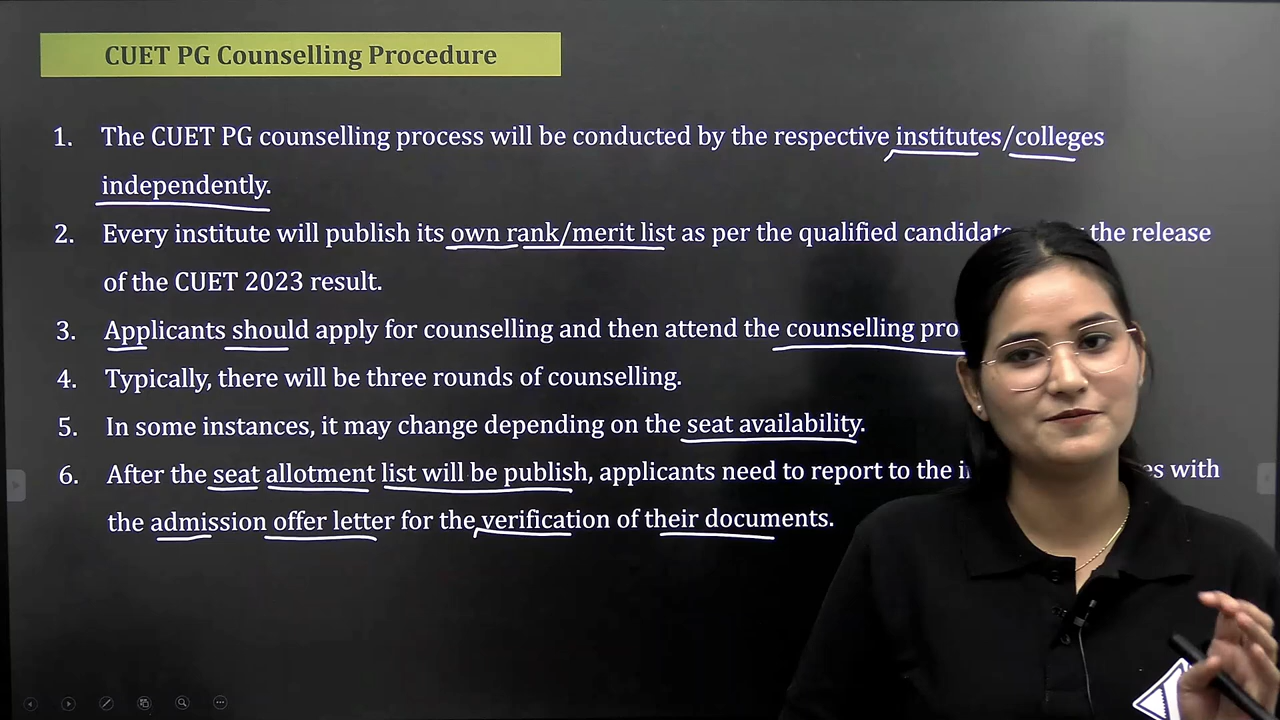 CUET PG Counselling Procedure
1. The CUET PG counselling process will be conducted by the respective institutes/colleges
independently.
2. Every institute will publish its own rank/merit list as per the qualified the release
of the CUET 2023 result.
3. Applicants should apply for counselling and then attend the counselling
4. Typically, there will be three rounds of counselling.
5. In some instances, it may change depending on the seat availability.
6. After the seat allotment list will be publish, applicants need to report to the with
the admission offer letter for the verification of their documents.